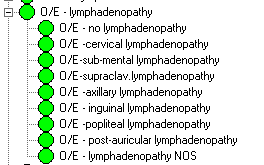 O/E - lymphadenopathy
O/E - no lymphadenopathy
O/E -cervical lymphadenopathy
O/E-sub-mental lymphadenopathy
O/E-supraclav.lymphadenopathy
O/E -axillary lymphadenopathy
O/E - inguinal lymphadenopathy
O/E -popliteal lymphadenopathy
O/E - post-auricular lymphadenopathy
O/E - lymphadenopathy NOS